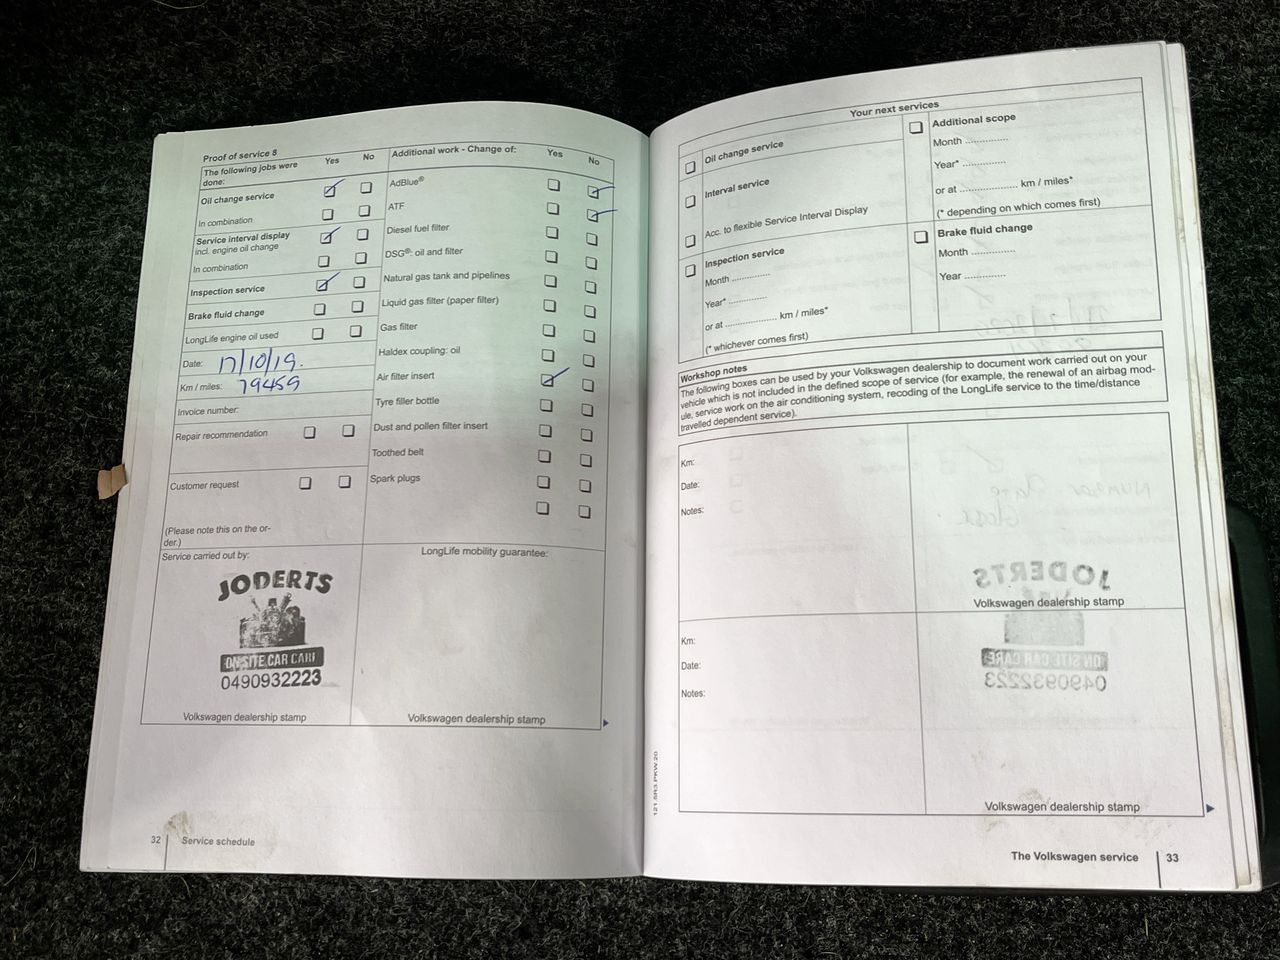 Proof of service 8
The following jobs were
done:
Yes
No
Oil change service
In combination
Service interval display
incl. engine oil change
In combination
Inspection service
Brake fluid change
LongLife engine oil used
Date: 17/10/19.
Km / miles: 79459
Invoice number:
Repair recommendation
Customer request
(Please note this on the or-
der.)
Additional work - Change of:
Yes
No
AdBlue®
ATF
Diesel fuel filter
DSG®: oil and filter
Natural gas tank and pipelines
Liquid gas filter (paper filter)
Gas filter
Haldex coupling: oil
Air filter insert
Tyre filler bottle
Dust and pollen filter insert
Toothed belt
Spark plugs
Service carried out by:
JODERTS
ON SITE CAR CARE
0490932223
Volkswagen dealership stamp
LongLife mobility guarantee:
Volkswagen dealership stamp
32
Service schedule
Your next services
Oil change service
Interval service
Acc. to flexible Service Interval Display
Inspection service
Month ..............
Year* ..............
or at ................... km / miles*
(* whichever comes first)
Additional scope
Month ................
Year* ................
or at ..................... km / miles*
(* depending on which comes first)
Brake fluid change
Month ................
Year ...............
Workshop notes
The following boxes can be used by your Volkswagen dealership to document work carried out on your
vehicle which is not included in the defined scope of service (for example, the renewal of an airbag mod-
ule, service work on the air conditioning system, recoding of the LongLife service to the time/distance
travelled dependent service).
Km:
Date:
Notes:
Volkswagen dealership stamp
Km:
Date:
Notes:
JODERTS
ON SITE CAR CARE
0490932223
Volkswagen dealership stamp
121.5R3.PKW.20
The Volkswagen service
33